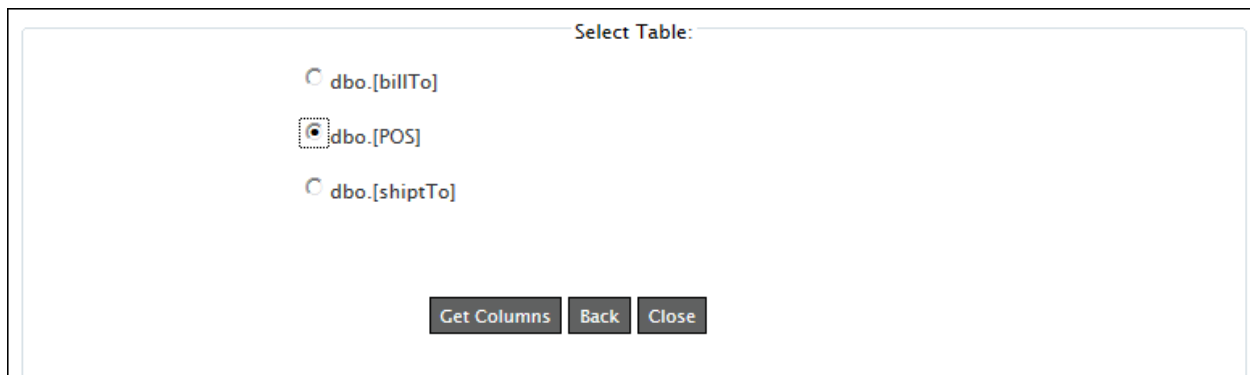 Select Table:
dbo.[billTo]
dbo.[POS]
dbo.[shiptTo]
Get Columns Back Close